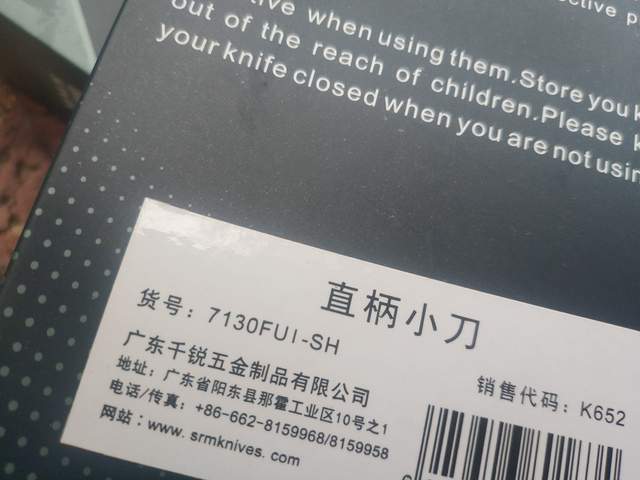 ective p
tive when using them.Store you k
out of the reach of children.Please k
your knife closed when you are not usin
直柄小刀
货号：7130FUI-SH
销售代码：K652
广东千锐五金制品有限公司
地址：广东省阳东县那霍工业区10号之1
电话/传真：+86-662-8159968/8159958
网站：www. srmknives. com